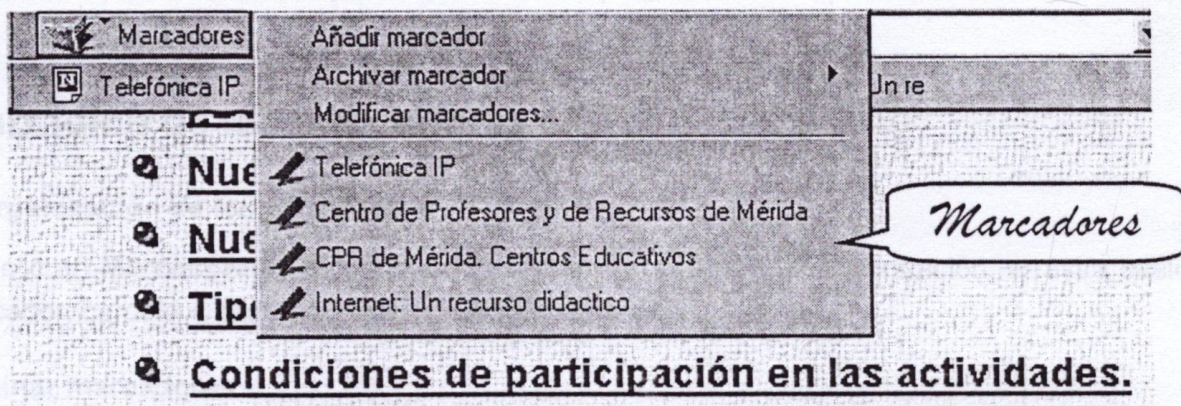 Marcadores
Añadir marcador
Archivar marcador
Modificar marcadores...
Telefónica IP
Un re
Telefónica IP
Centro de Profesores y de Recursos de Mérida
CPR de Mérida. Centros Educativos
Internet: Un recurso didactico
Marcadores
Nue
Nue
Tip
Condiciones de participación en las actividades.